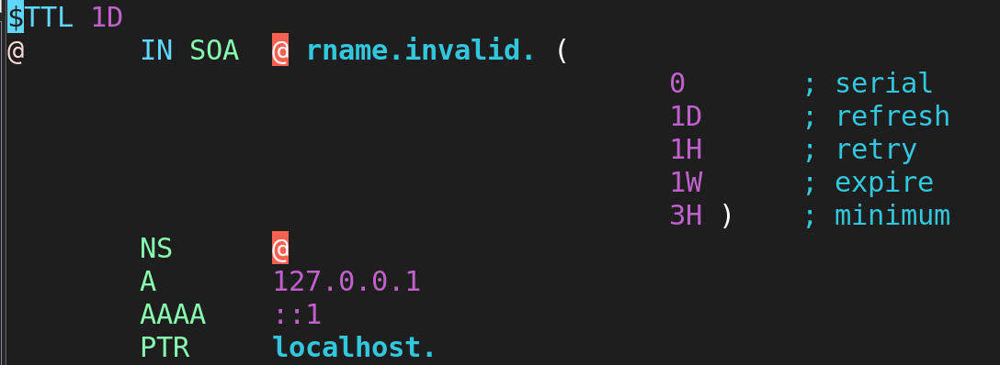 $TTL 1D
@ IN SOA @ rname.invalid. (
0 ; serial
1D ; refresh
1H ; retry
1W ; expire
3H ) ; minimum
NS @
A 127.0.0.1
AAAA ::1
PTR localhost.